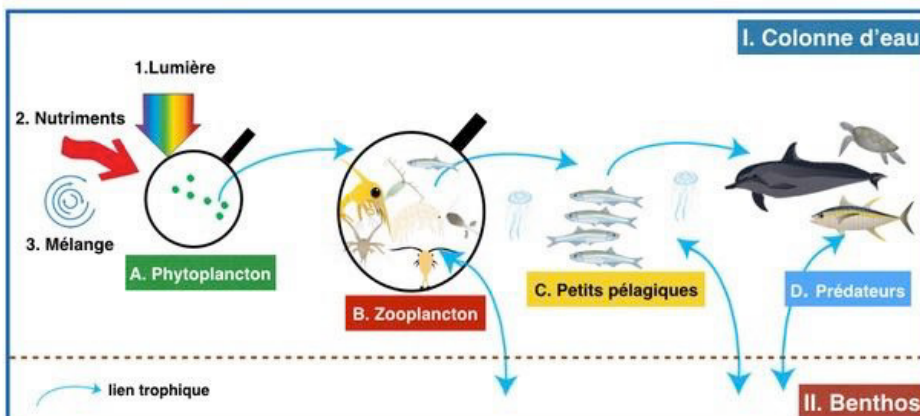 I. Colonne d'eau
1.Lumière
2. Nutriments
3. Mélange
A. Phytoplancton
B. Zooplancton
C. Petits pélagiques
D. Prédateurs
lien trophique
II. Benthos